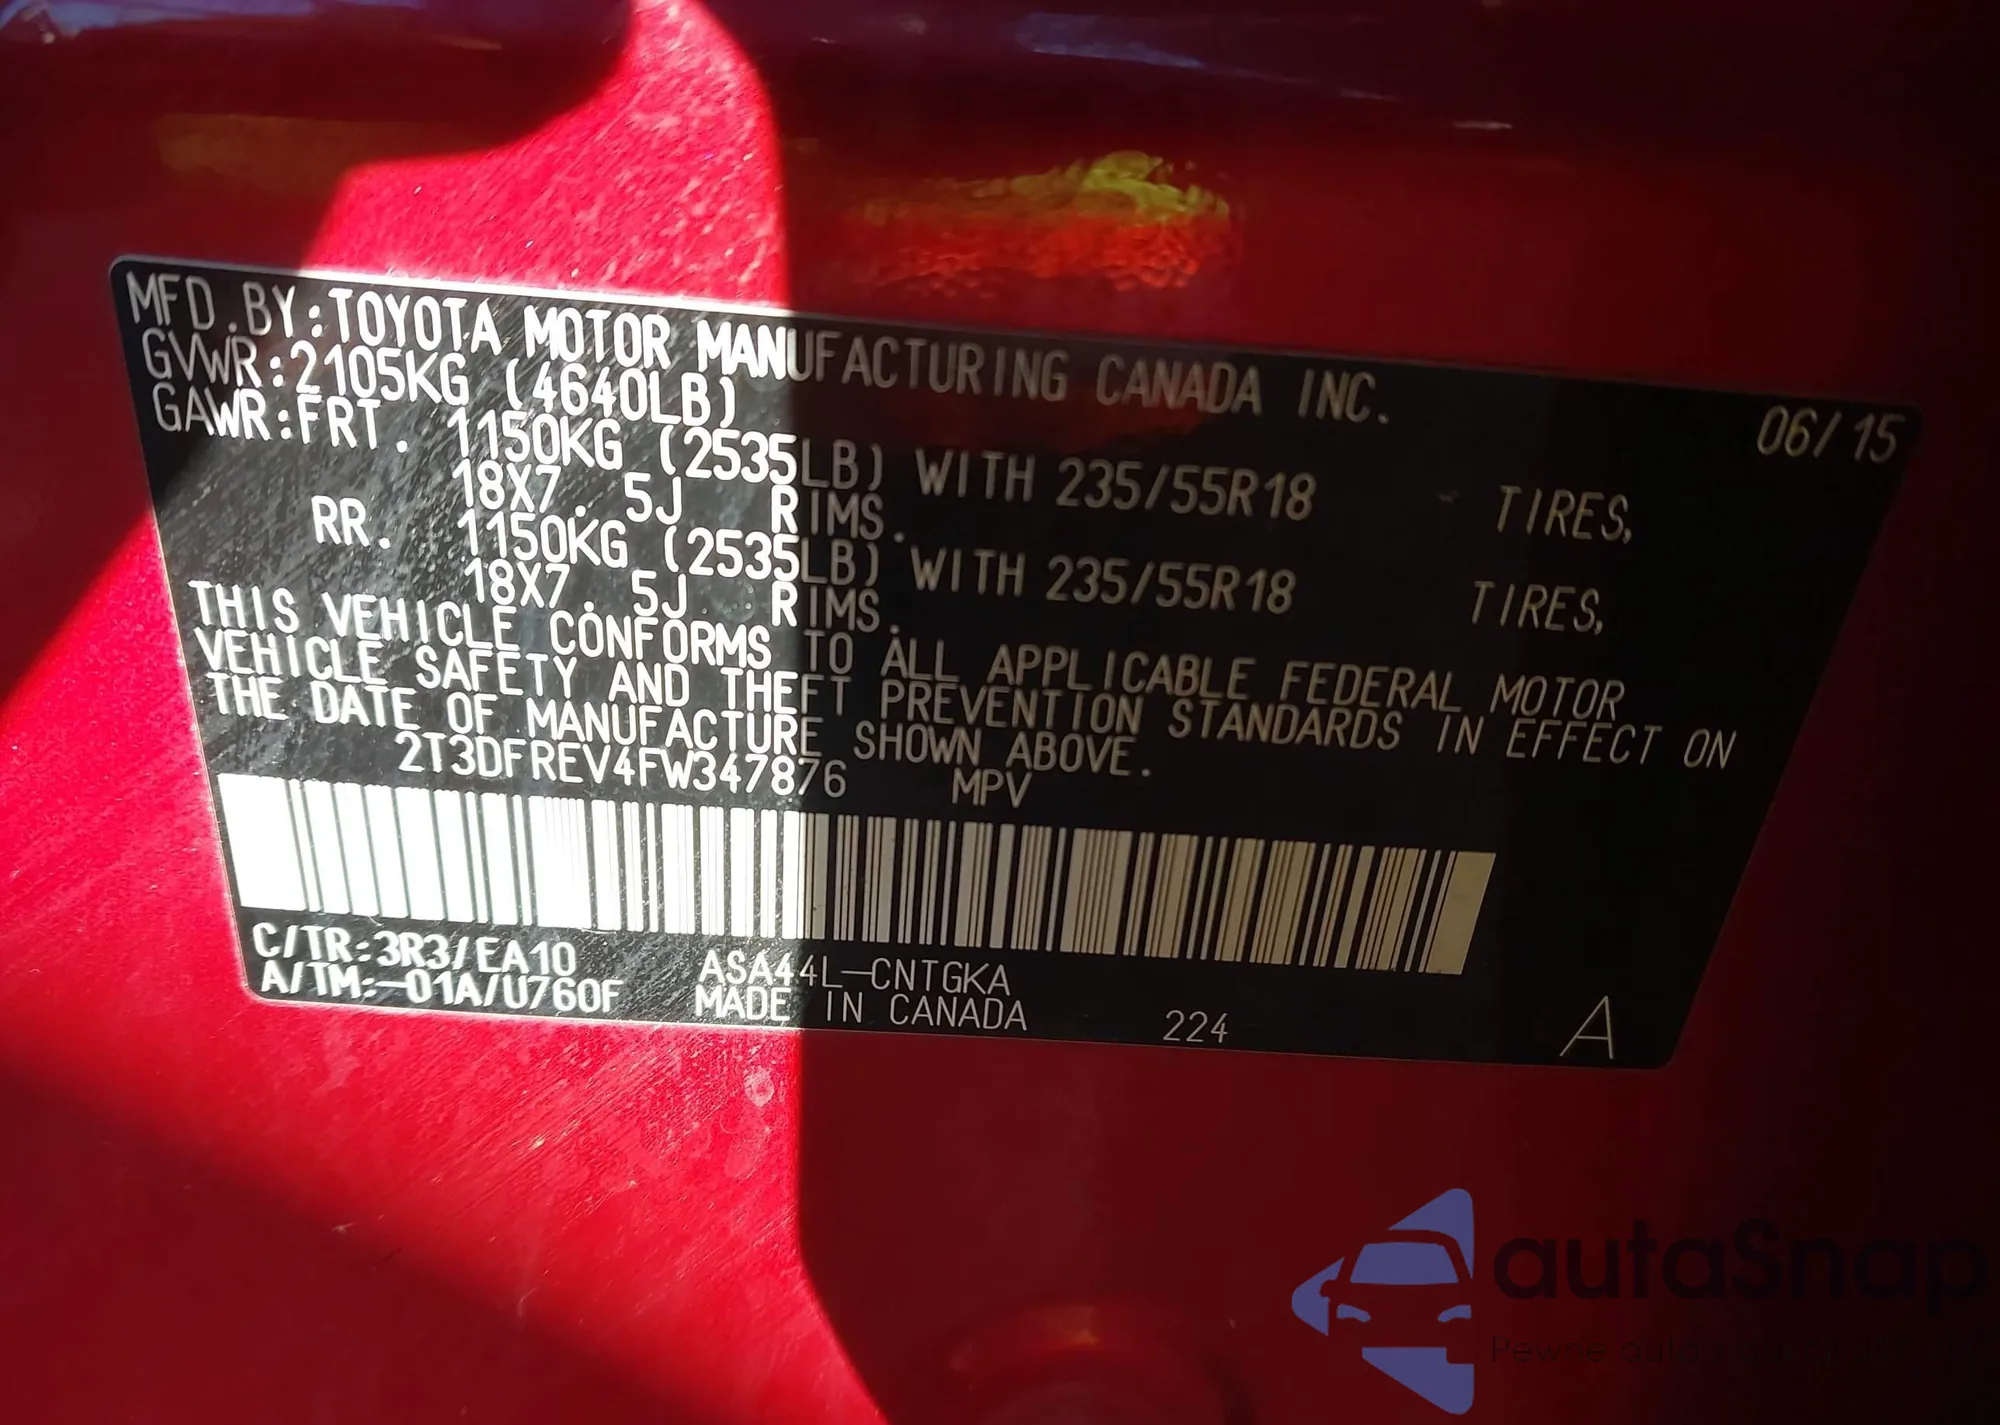 MFD.BY:TOYOTA MOTOR MANUFACTURING CANADA INC.
06/15
GVWR:2105KG (4640LB)
GAWR:FRT. 1150KG (2535LB) WITH 235/55R18 TIRES,
18X7.5J RIMS.
RR. 1150KG (2535LB) WITH 235/55R18 TIRES,
18X7.5J RIMS.
THIS VEHICLE CONFORMS TO ALL APPLICABLE FEDERAL MOTOR
VEHICLE SAFETY AND THEFT PREVENTION STANDARDS IN EFFECT ON
THE DATE OF MANUFACTURE SHOWN ABOVE.
2T3DFREV4FW347876 MPV
C/TR:3R3/EA10 ASA44L-CNTGKA
A/TM:-01A/U760F MADE IN CANADA 224 A
autaSnap